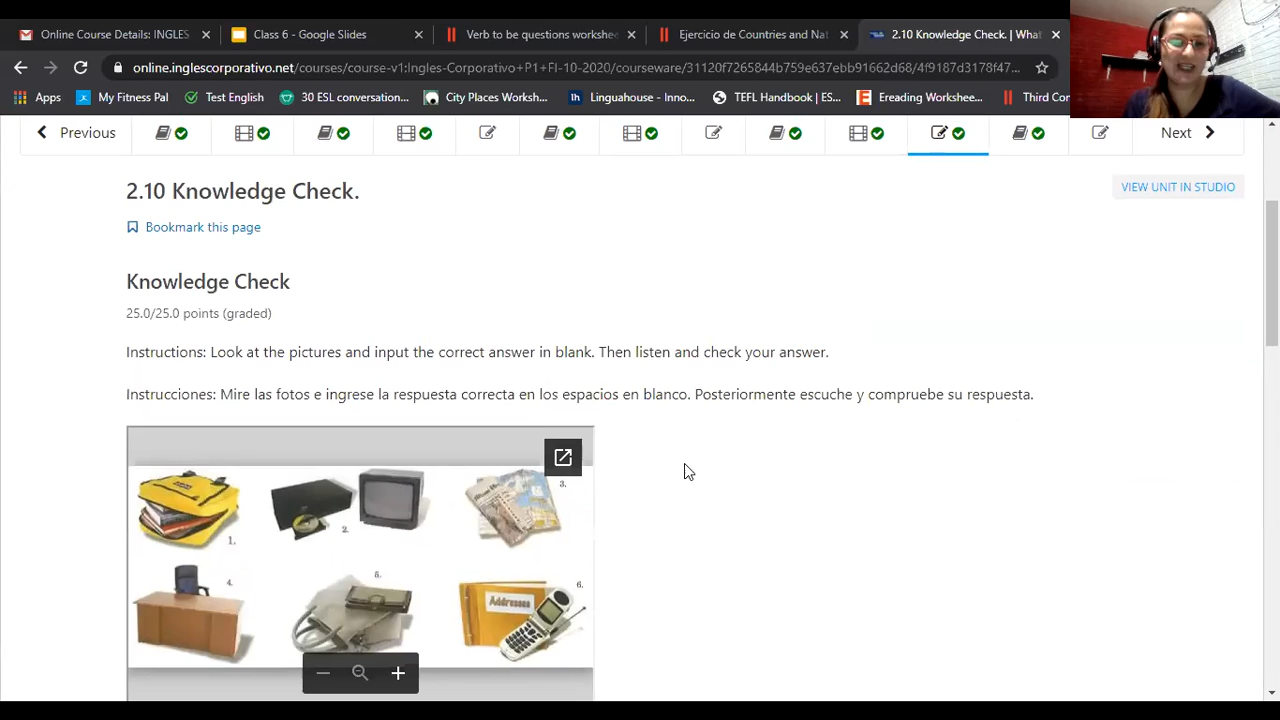 Online Course Details: INGLES
Class 6 - Google Slides
Verb to be questions workshe
Ejercicio de Countries and Nat
2.10 Knowledge Check. | What
online.inglescorporativo.net/courses/course-v1:Ingles-Corporativo+P1+FI-10-2020/courseware/31120f7265844b759e637ebb91662d68/4f9187d3178f47...
Apps
My Fitness Pal
Test English
30 ESL conversation...
City Places Worksh...
Linguahouse - Inno...
TEFL Handbook | ES...
Ereading Workshee...
Third Con
Previous
Next
2.10 Knowledge Check.
VIEW UNIT IN STUDIO
Bookmark this page
Knowledge Check
25.0/25.0 points (graded)
Instructions: Look at the pictures and input the correct answer in blank. Then listen and check your answer.
Instrucciones: Mire las fotos e ingrese la respuesta correcta en los espacios en blanco. Posteriormente escuche y compruebe su respuesta.
1.
2.
3.
4.
5.
6.
Addresses